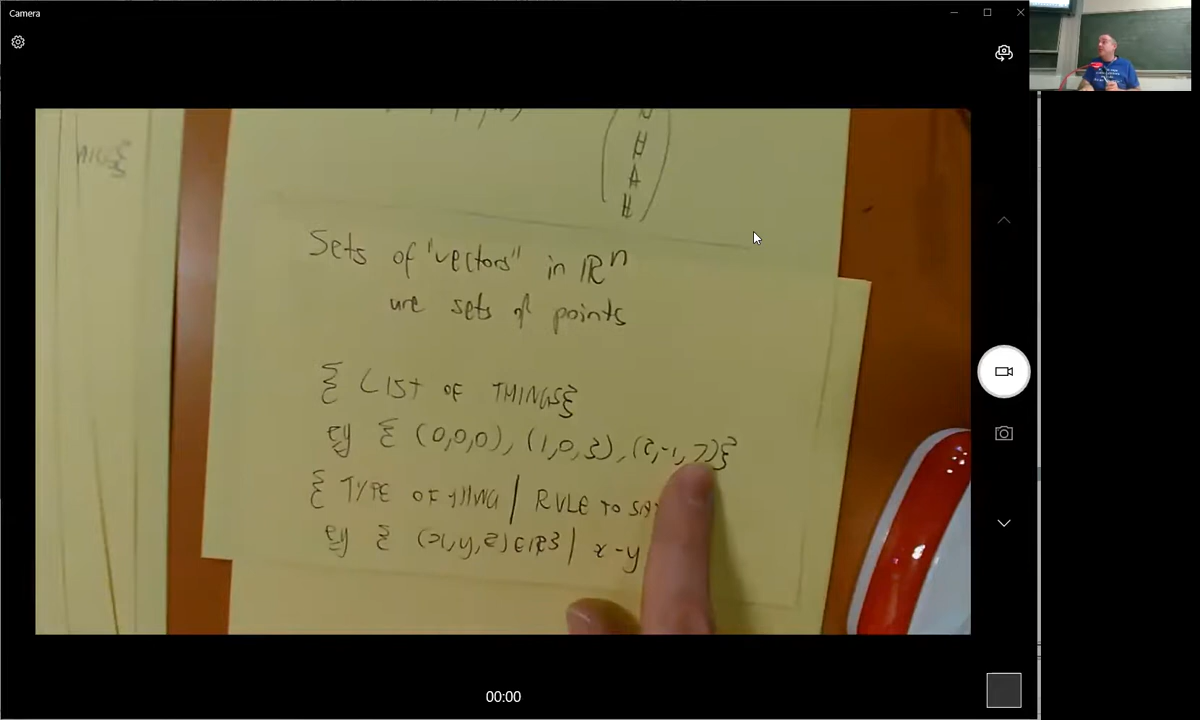 Camera
Sets of "vectors" in ℝⁿ
are sets of points
{ LIST OF THINGS}
eg { (0,0,0), (1,0,3), (2,-1,7)}
{ TYPE OF THING | RULE TO
eg { (x,y,z)∈ℝ3 | x-y
00:00